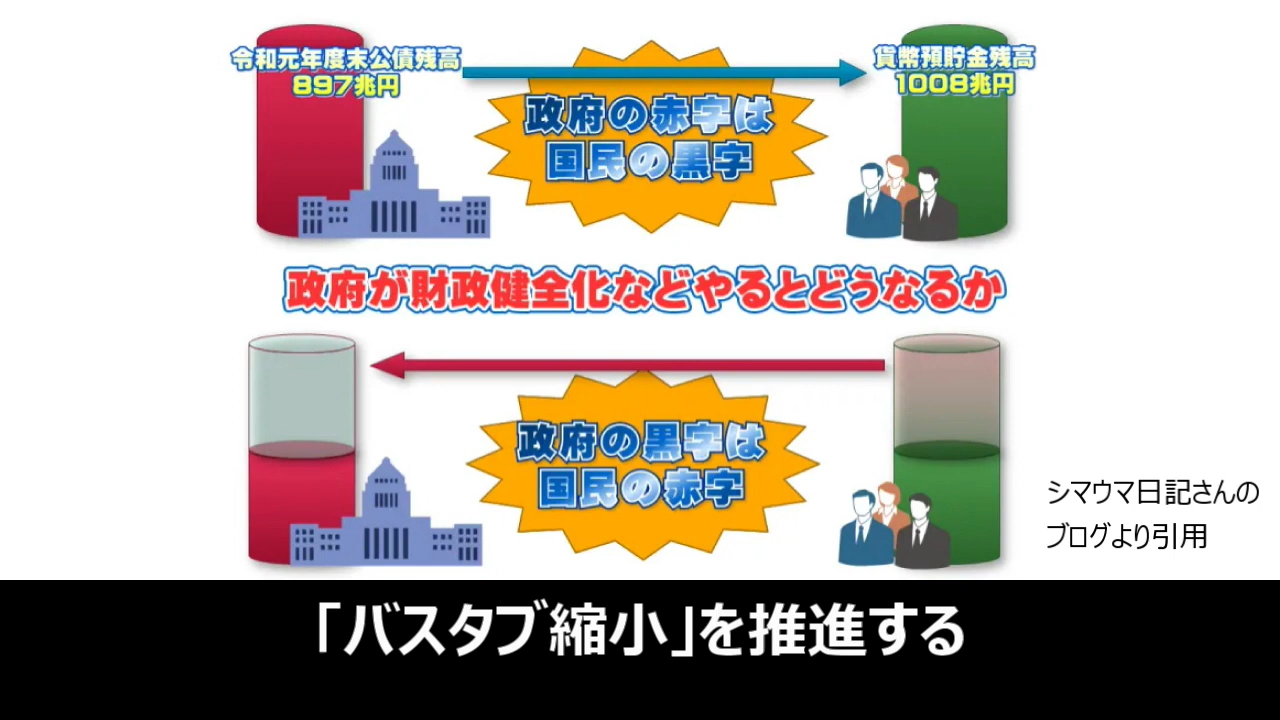 令和元年度末公債残高
897兆円
貨幣預貯金残高
1008兆円
政府の赤字は
国民の黒字
政府が財政健全化などやるとどうなるか
政府の黒字は
国民の赤字
シマウマ日記さんの
ブログより引用
「バスタブ縮小」を推進する